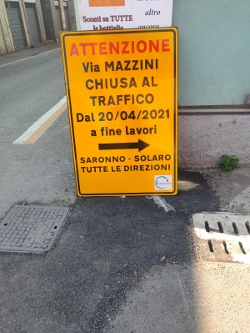 Sconti su TUTTE
le bottiglie
altro
ATTENZIONE
Via MAZZINI
CHIUSA AL
TRAFFICO
Dal 20/04/2021
a fine lavori
SARONNO - SOLARO
TUTTE LE DIREZIONI